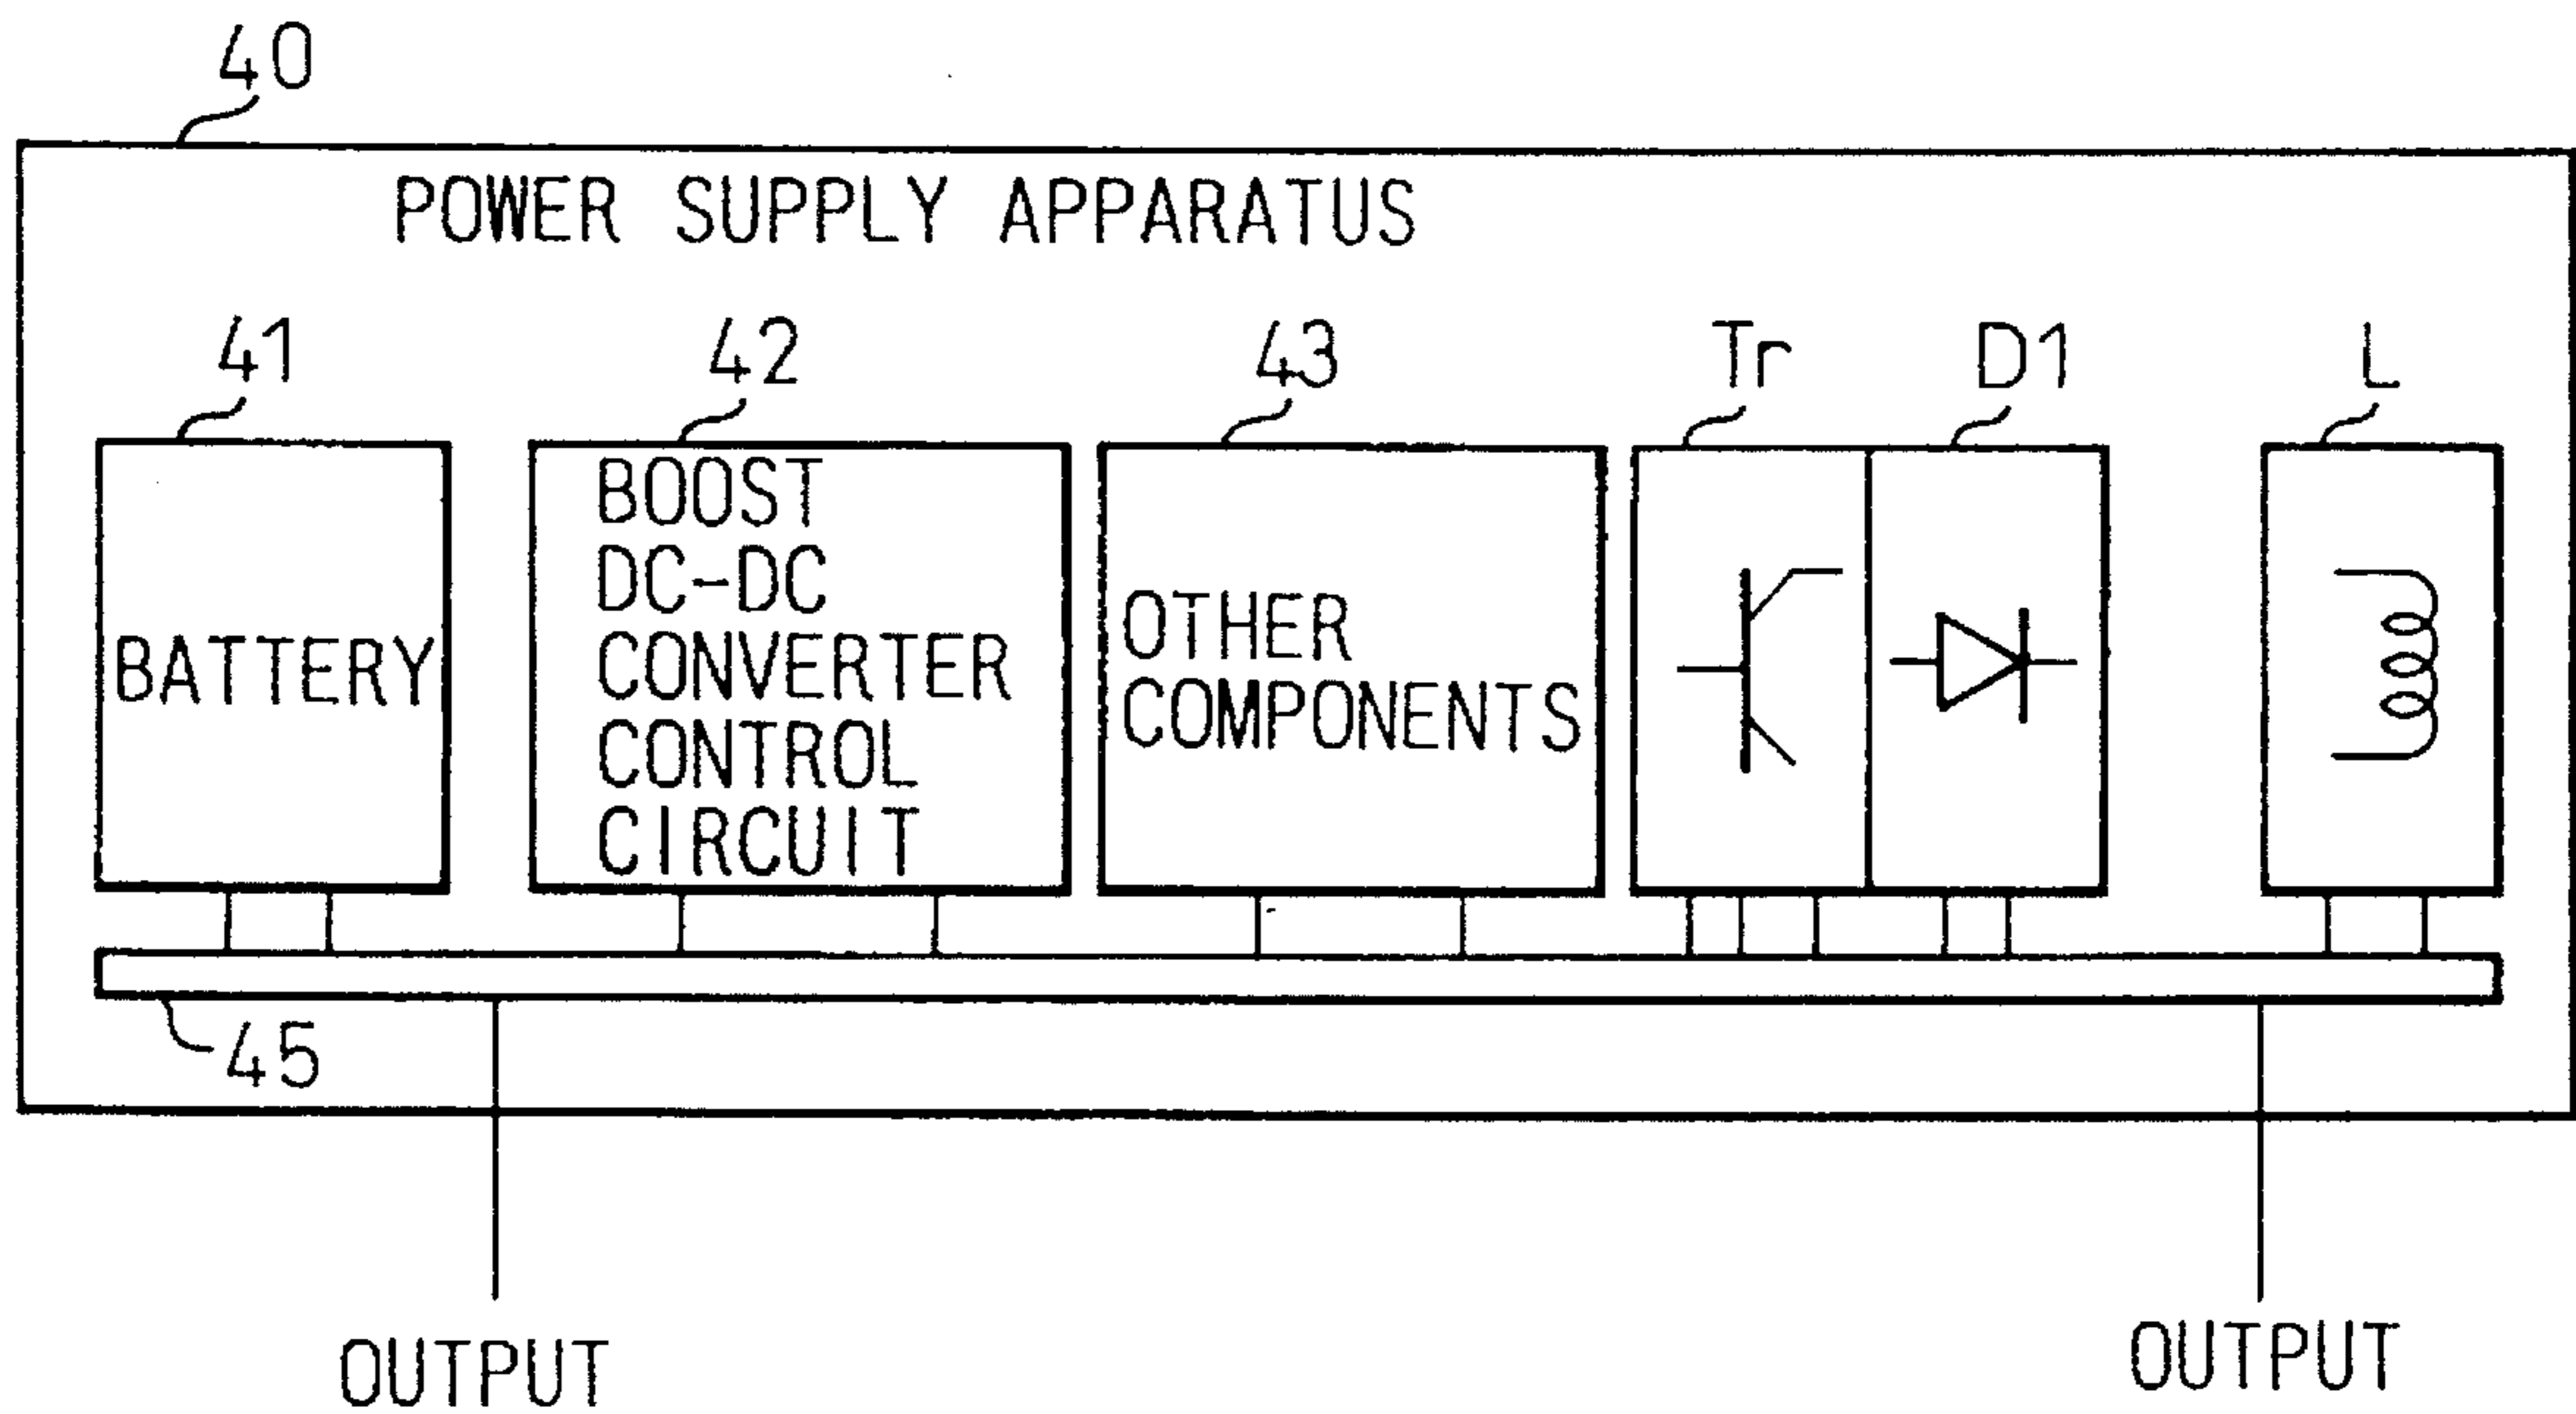 40
POWER SUPPLY APPARATUS
41
42
43
Tr
D1
L
BATTERY
BOOST
DC-DC
CONVERTER
CONTROL
CIRCUIT
OTHER
COMPONENTS
45
OUTPUT
OUTPUT